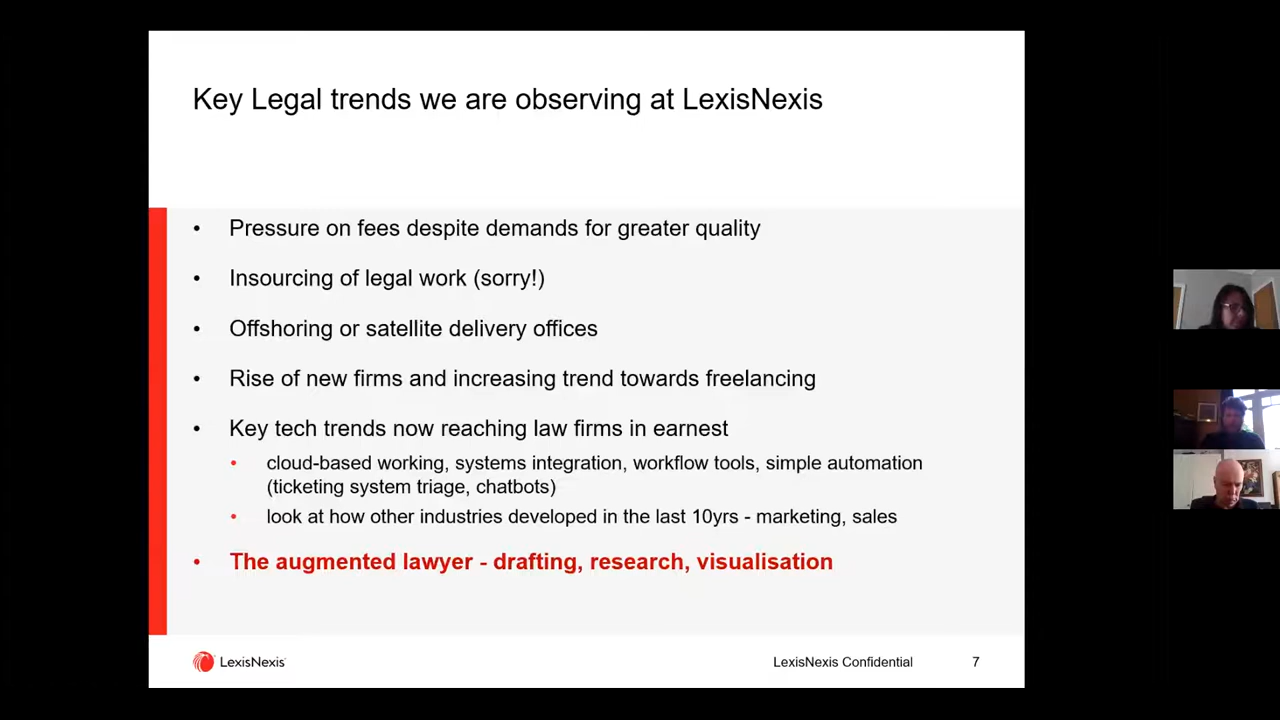 Key Legal trends we are observing at LexisNexis
• Pressure on fees despite demands for greater quality
• Insourcing of legal work (sorry!)
• Offshoring or satellite delivery offices
• Rise of new firms and increasing trend towards freelancing
• Key tech trends now reaching law firms in earnest
• cloud-based working, systems integration, workflow tools, simple automation
(ticketing system triage, chatbots)
• look at how other industries developed in the last 10yrs - marketing, sales
• The augmented lawyer - drafting, research, visualisation
LexisNexis
LexisNexis Confidential
7